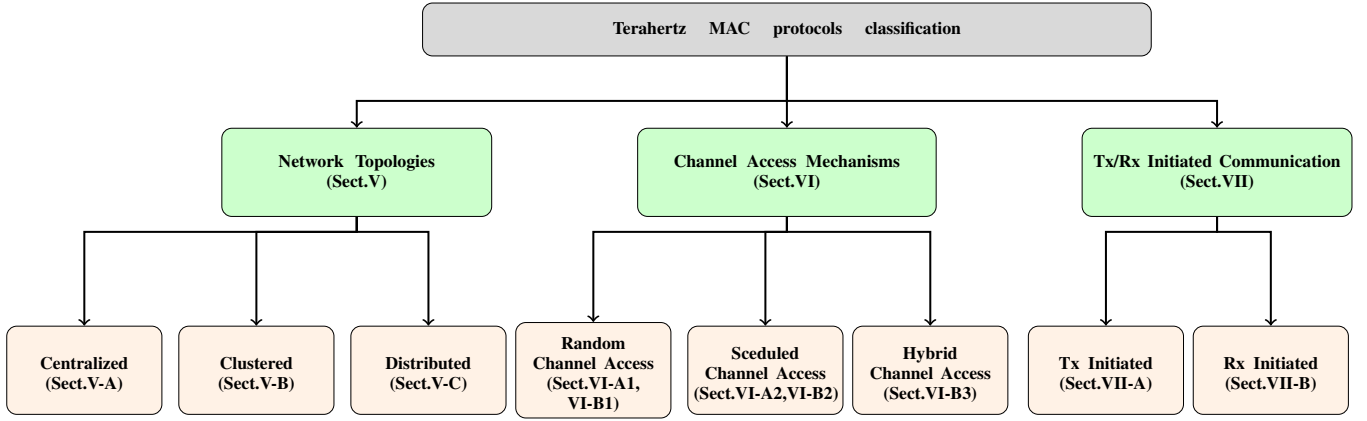 Terahertz MAC protocols classification
Network Topologies
(Sect.V)
Channel Access Mechanisms
(Sect.VI)
Tx/Rx Initiated Communication
(Sect.VII)
Centralized
(Sect.V-A)
Clustered
(Sect.V-B)
Distributed
(Sect.V-C)
Random
Channel Access
(Sect.VI-A1,
VI-B1)
Sceduled
Channel Access
(Sect.VI-A2,VI-B2)
Hybrid
Channel Access
(Sect.VI-B3)
Tx Initiated
(Sect.VII-A)
Rx Initiated
(Sect.VII-B)